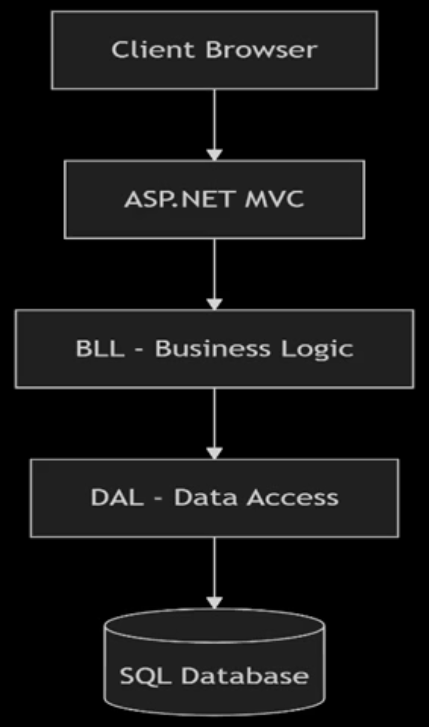 Client Browser
ASP.NET MVC
BLL - Business Logic
DAL - Data Access
SQL Database